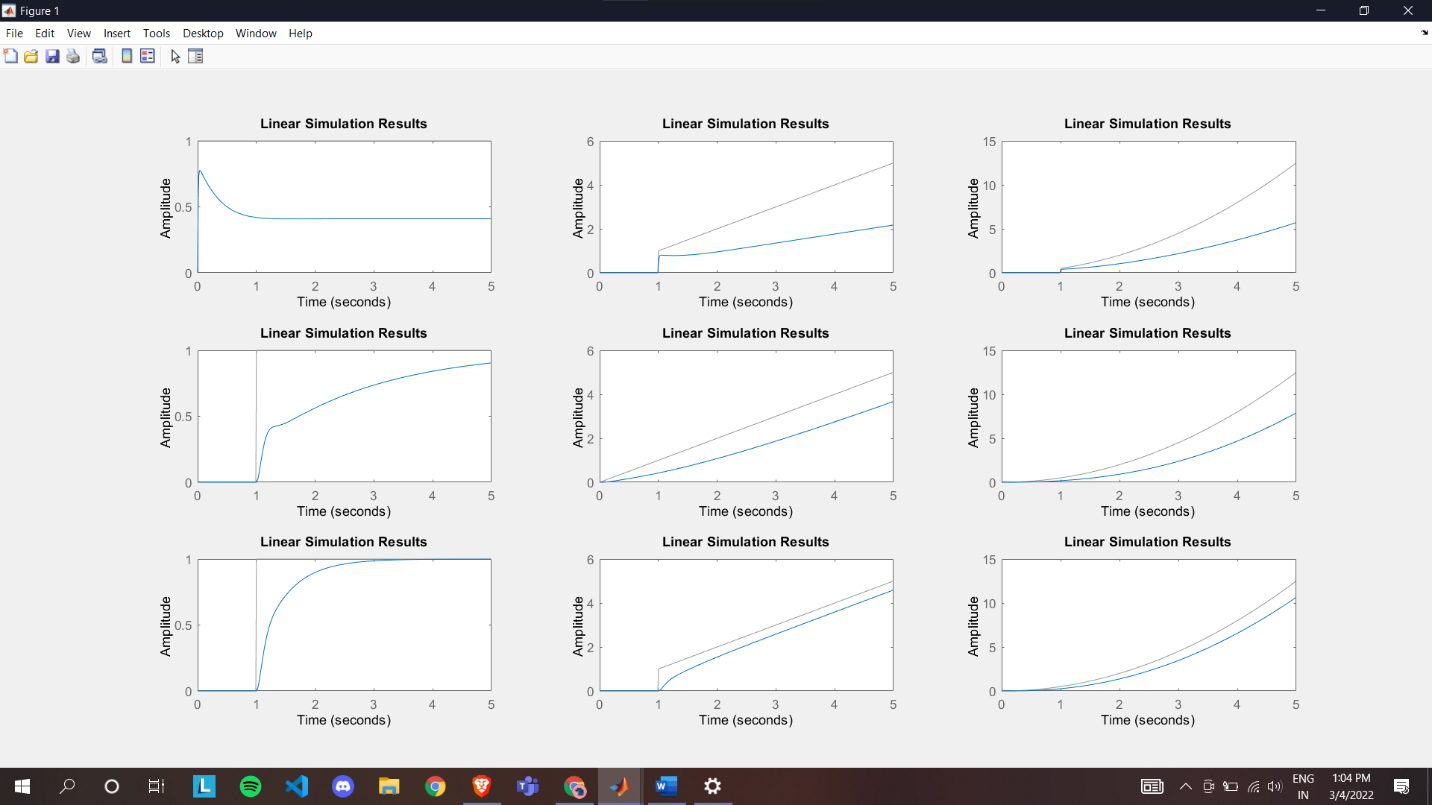 Figure 1
File Edit View Insert Tools Desktop Window Help
Linear Simulation Results
1
0.5
0
Amplitude
0 1 2 3 4 5
Time (seconds)
Linear Simulation Results
6
4
2
0
Amplitude
0 1 2 3 4 5
Time (seconds)
Linear Simulation Results
15
10
5
0
Amplitude
0 1 2 3 4 5
Time (seconds)
Linear Simulation Results
1
0.5
0
Amplitude
0 1 2 3 4 5
Time (seconds)
Linear Simulation Results
6
4
2
0
Amplitude
0 1 2 3 4 5
Time (seconds)
Linear Simulation Results
15
10
5
0
Amplitude
0 1 2 3 4 5
Time (seconds)
Linear Simulation Results
1
0.5
0
Amplitude
0 1 2 3 4 5
Time (seconds)
Linear Simulation Results
6
4
2
0
Amplitude
0 1 2 3 4 5
Time (seconds)
Linear Simulation Results
15
10
5
0
Amplitude
0 1 2 3 4 5
Time (seconds)
L
ENG
IN
1:04 PM
3/4/2022